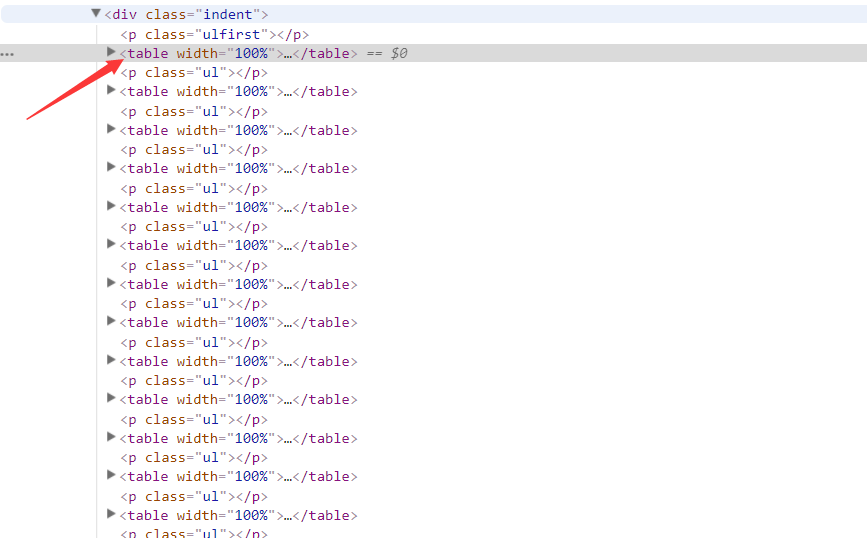 ▼<div class="indent">
<p class="ulfirst"></p>
▶<table width="100%">…</table> == $0
<p class="ul"></p>
▶<table width="100%">…</table>
<p class="ul"></p>
▶<table width="100%">…</table>
<p class="ul"></p>
▶<table width="100%">…</table>
<p class="ul"></p>
▶<table width="100%">…</table>
<p class="ul"></p>
▶<table width="100%">…</table>
<p class="ul"></p>
▶<table width="100%">…</table>
<p class="ul"></p>
▶<table width="100%">…</table>
<p class="ul"></p>
▶<table width="100%">…</table>
<p class="ul"></p>
▶<table width="100%">…</table>
<p class="ul"></p>
▶<table width="100%">…</table>
<p class="ul"></p>
▶<table width="100%">…</table>
<p class="ul"></p>
▶<table width="100%">…</table>
<p class="ul"></p>